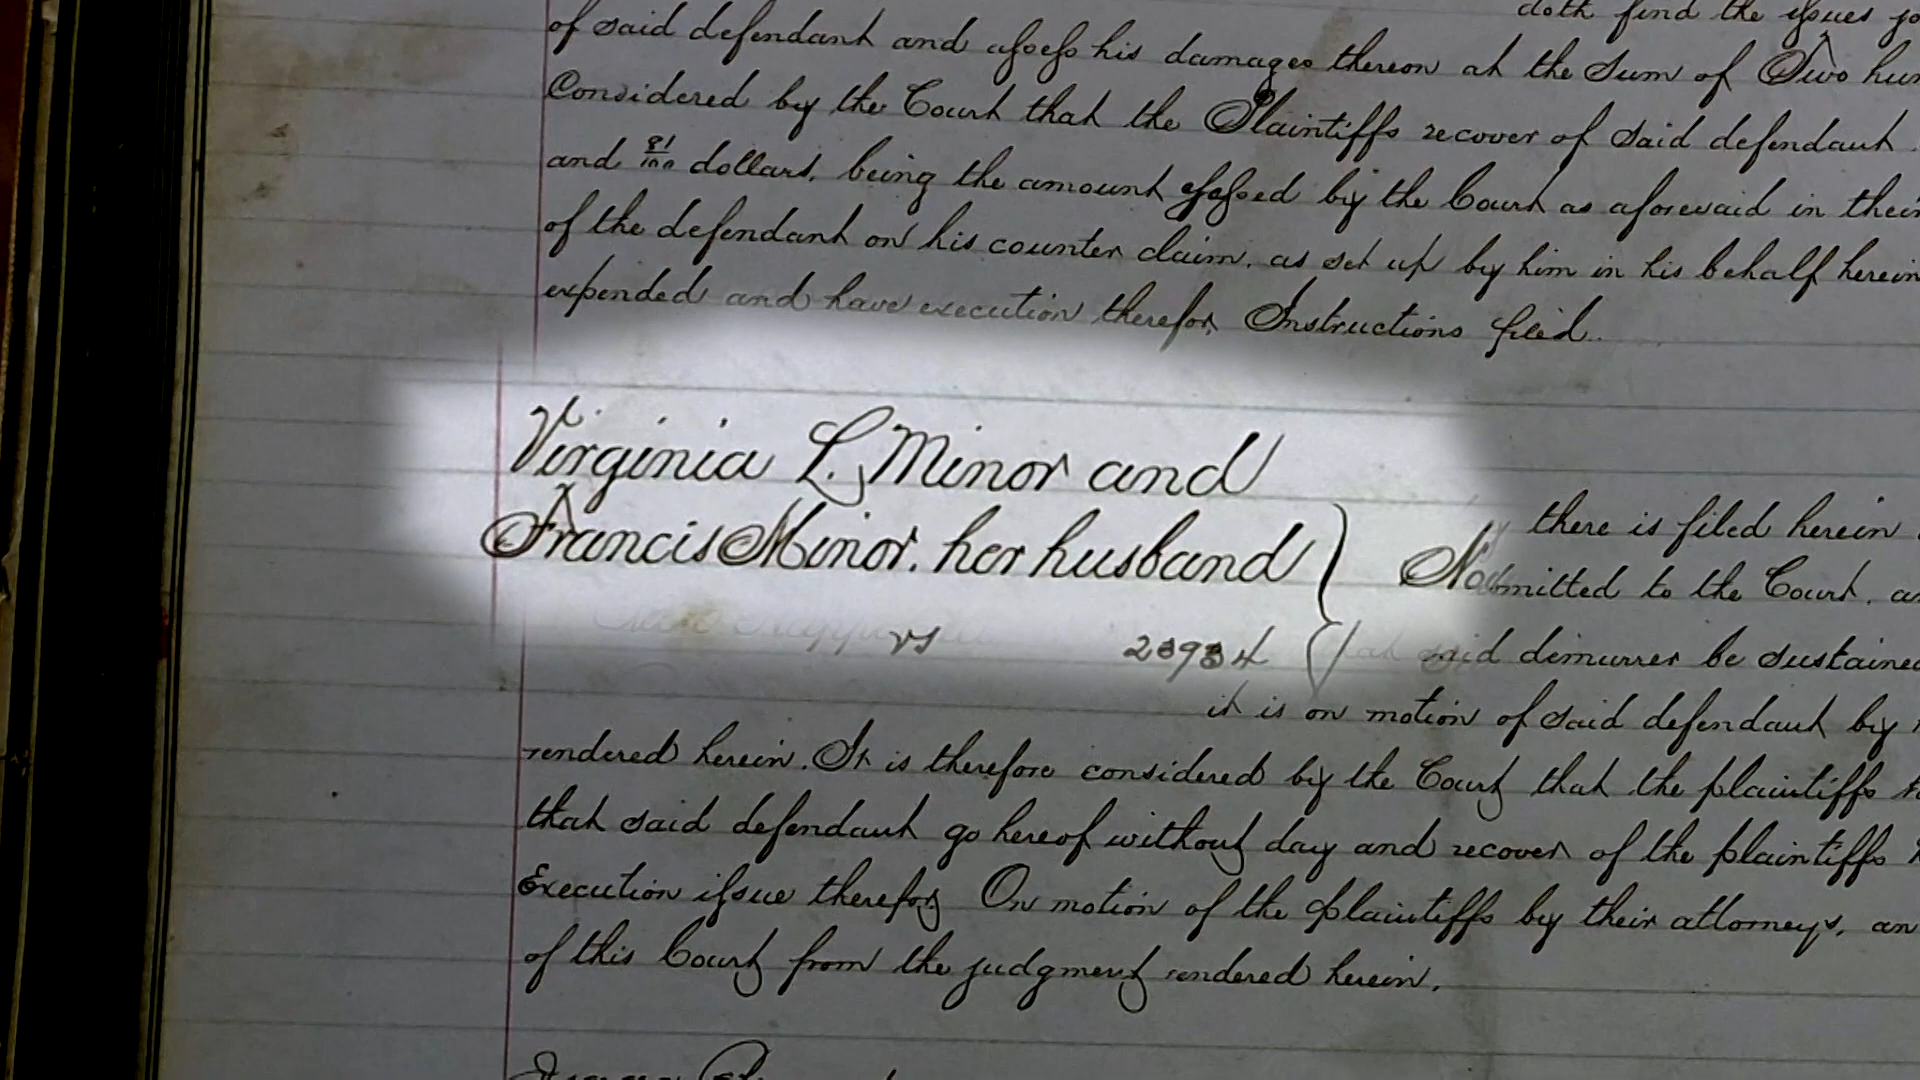 doth find the issues jo
of said defendant and assess his damages thereon at the Sum of Two hun
Considered by the Court that the Plaintiffs recover of said defendant
and 81/100 dollars, being the amount assessed by the Court as aforesaid in their
of the defendant on his counter claim, as set up by him in his behalf herein
expended and have execution therefor, Instructions filed.
Virginia L. Minor and
Francis Minor, her husband
there is filed herein
mitted to the Court, an
vs 28934 said demurrer be sustained
it is on motion of said defendant by
rendered herein. It is therefore considered by the Court that the plaintiffs
that said defendant go hereof without day and recover of the plaintiffs
Execution issue therefor, On motion of the plaintiffs by their attorneys, an
of this Court from the judgment rendered herein.